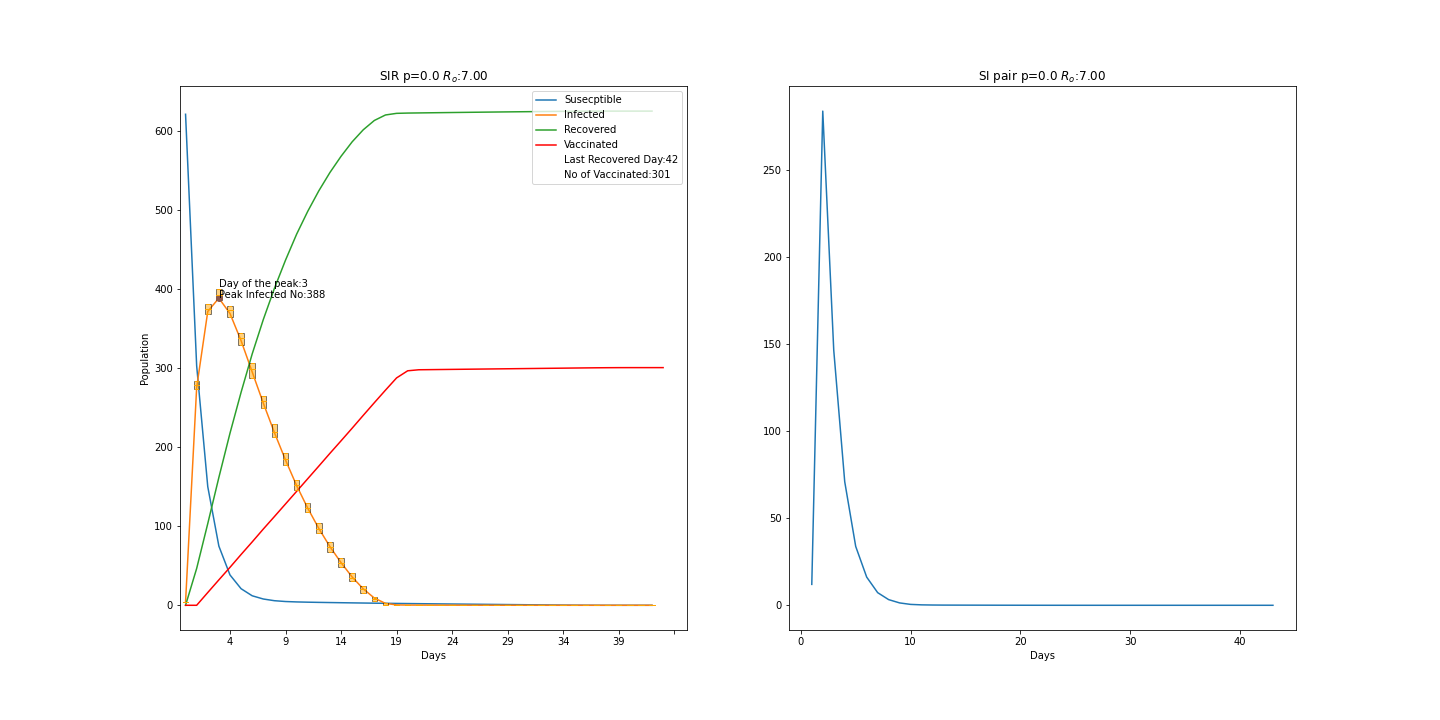 SIR p=0.0 Rₒ:7.00
Susecptible
Infected
Recovered
Vaccinated
Last Recovered Day:42
No of Vaccinated:301
Day of the peak:3
Peak Infected No:388
Population
600
500
400
300
200
100
0
4 9 14 19 24 29 34 39
Days
SI pair p=0.0 Rₒ:7.00
250
200
150
100
50
0
0 10 20 30 40
Days